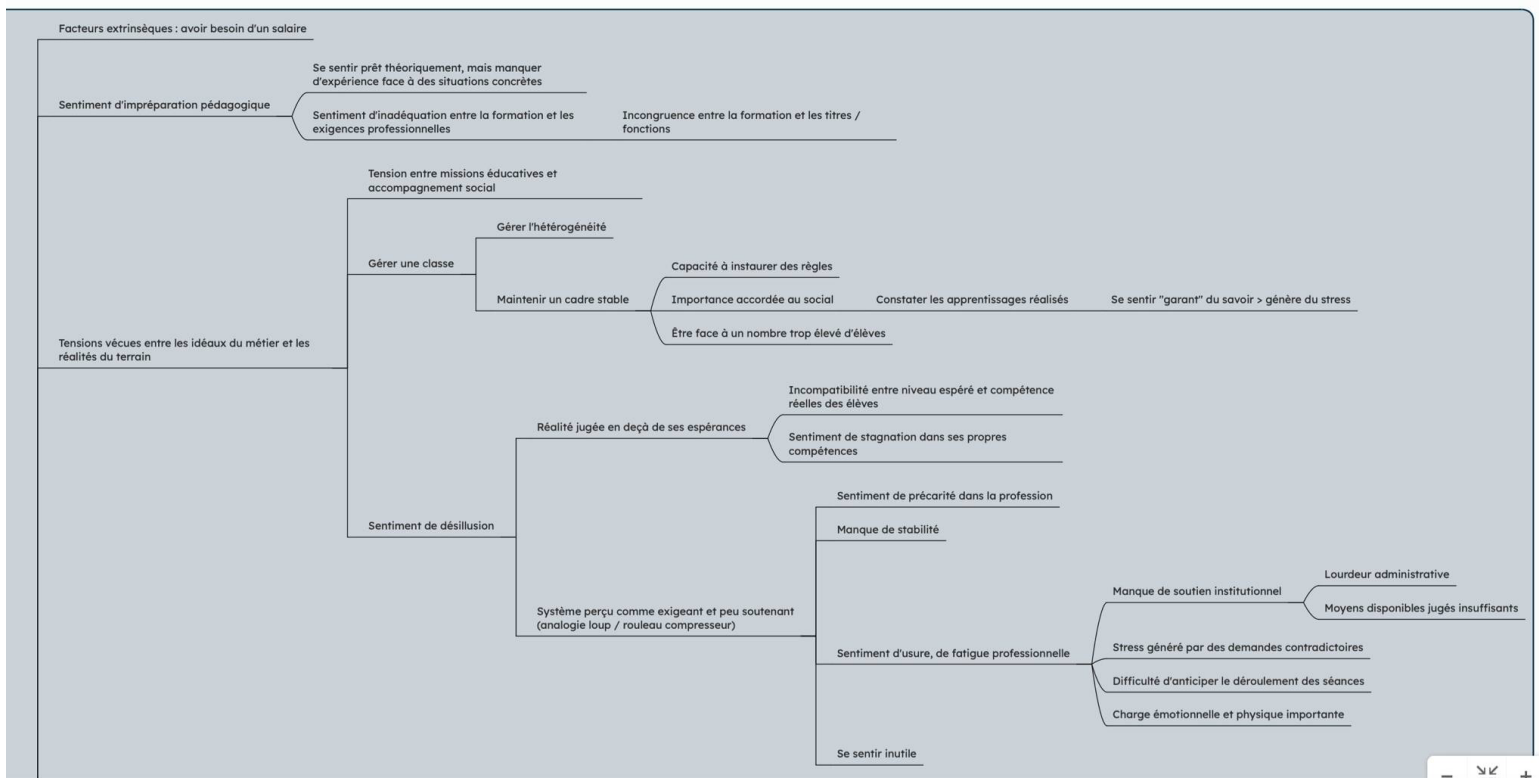 Facteurs extrinsèques : avoir besoin d'un salaire
Sentiment d'impréparation pédagogique
Se sentir prêt théoriquement, mais manquer
d'expérience face à des situations concrètes
Sentiment d'inadéquation entre la formation et les
exigences professionnelles
Incongruence entre la formation et les titres /
fonctions
Tensions vécues entre les idéaux du métier et les
réalités du terrain
Tension entre missions éducatives et
accompagnement social
Gérer une classe
Gérer l'hétérogénéité
Maintenir un cadre stable
Capacité à instaurer des règles
Importance accordée au social
Constater les apprentissages réalisés
Se sentir "garant" du savoir > génère du stress
Être face à un nombre trop élevé d'élèves
Sentiment de désillusion
Réalité jugée en deçà de ses espérances
Incompatibilité entre niveau espéré et compétence
réelles des élèves
Sentiment de stagnation dans ses propres
compétences
Système perçu comme exigeant et peu soutenant
(analogie loup / rouleau compresseur)
Sentiment de précarité dans la profession
Manque de stabilité
Sentiment d'usure, de fatigue professionnelle
Manque de soutien institutionnel
Lourdeur administrative
Moyens disponibles jugés insuffisants
Stress généré par des demandes contradictoires
Difficulté d'anticiper le déroulement des séances
Charge émotionnelle et physique importante
Se sentir inutile